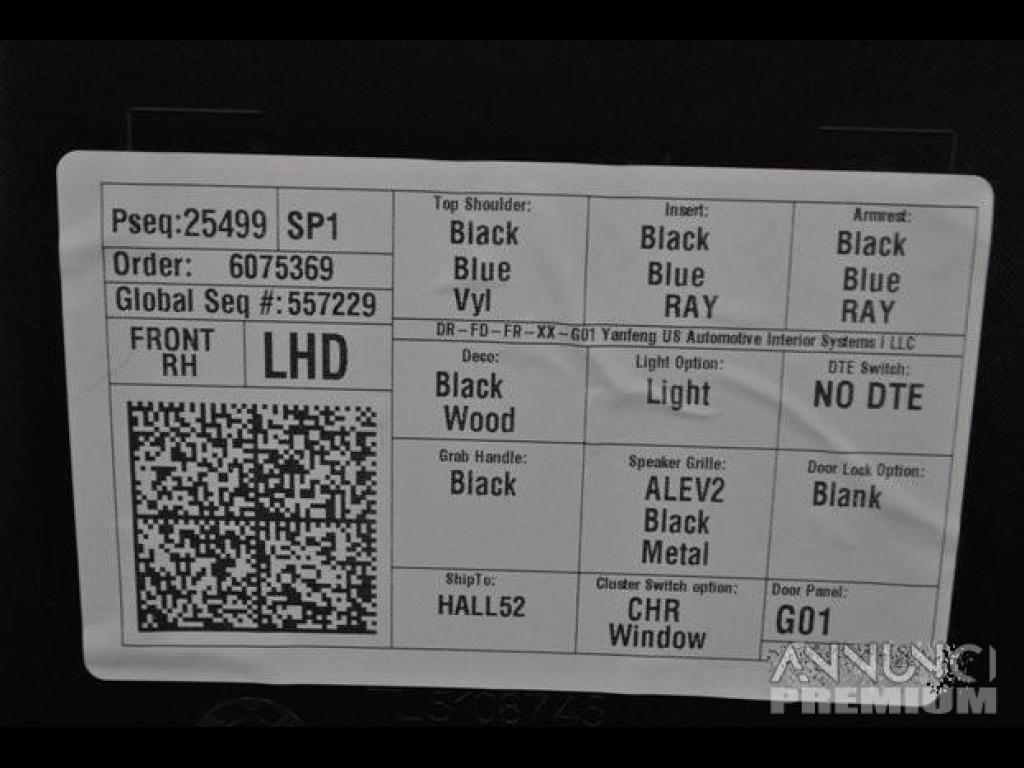 Pseq:25499 SP1
Order: 6075369
Global Seq #:557229
FRONT
RH
LHD
Top Shoulder:
Black
Blue
Vyl
Insert:
Black
Blue
RAY
Armrest:
Black
Blue
RAY
DR-FD-FR-XX-G01 Yanfeng US Automotive Interior Systems I LLC
Deco:
Black
Wood
Light Option:
Light
DTE Switch:
NO DTE
Grab Handle:
Black
Speaker Grille:
ALEV2
Black
Metal
Door Lock Option:
Blank
ShipTo:
HALL52
Cluster Switch option:
CHR
Window
Door Panel:
G01
ANNUNCI
PREMIUM